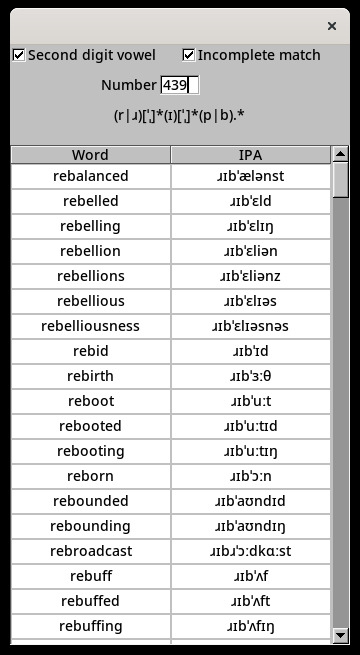 Second digit vowel Incomplete match
Number 439
(r|ɹ)[ˈˌ]*(ɪ)[ˈˌ]*(p|b).*
Word IPA
rebalanced ɹɪbˈælənst
rebelled ɹɪbˈɛld
rebelling ɹɪbˈɛlɪŋ
rebellion ɹɪbˈɛliən
rebellions ɹɪbˈɛliənz
rebellious ɹɪbˈɛlɪəs
rebelliousness ɹɪbˈɛlɪəsnəs
rebid ɹɪbˈɪd
rebirth ɹɪbˈɜːθ
reboot ɹɪbˈuːt
rebooted ɹɪbˈuːtɪd
rebooting ɹɪbˈuːtɪŋ
reborn ɹɪbˈɔːn
rebounded ɹɪbˈaʊndɪd
rebounding ɹɪbˈaʊndɪŋ
rebroadcast ɹɪbɹˈɔːdkɑːst
rebuff ɹɪbˈʌf
rebuffed ɹɪbˈʌft
rebuffing ɹɪbˈʌfɪŋ